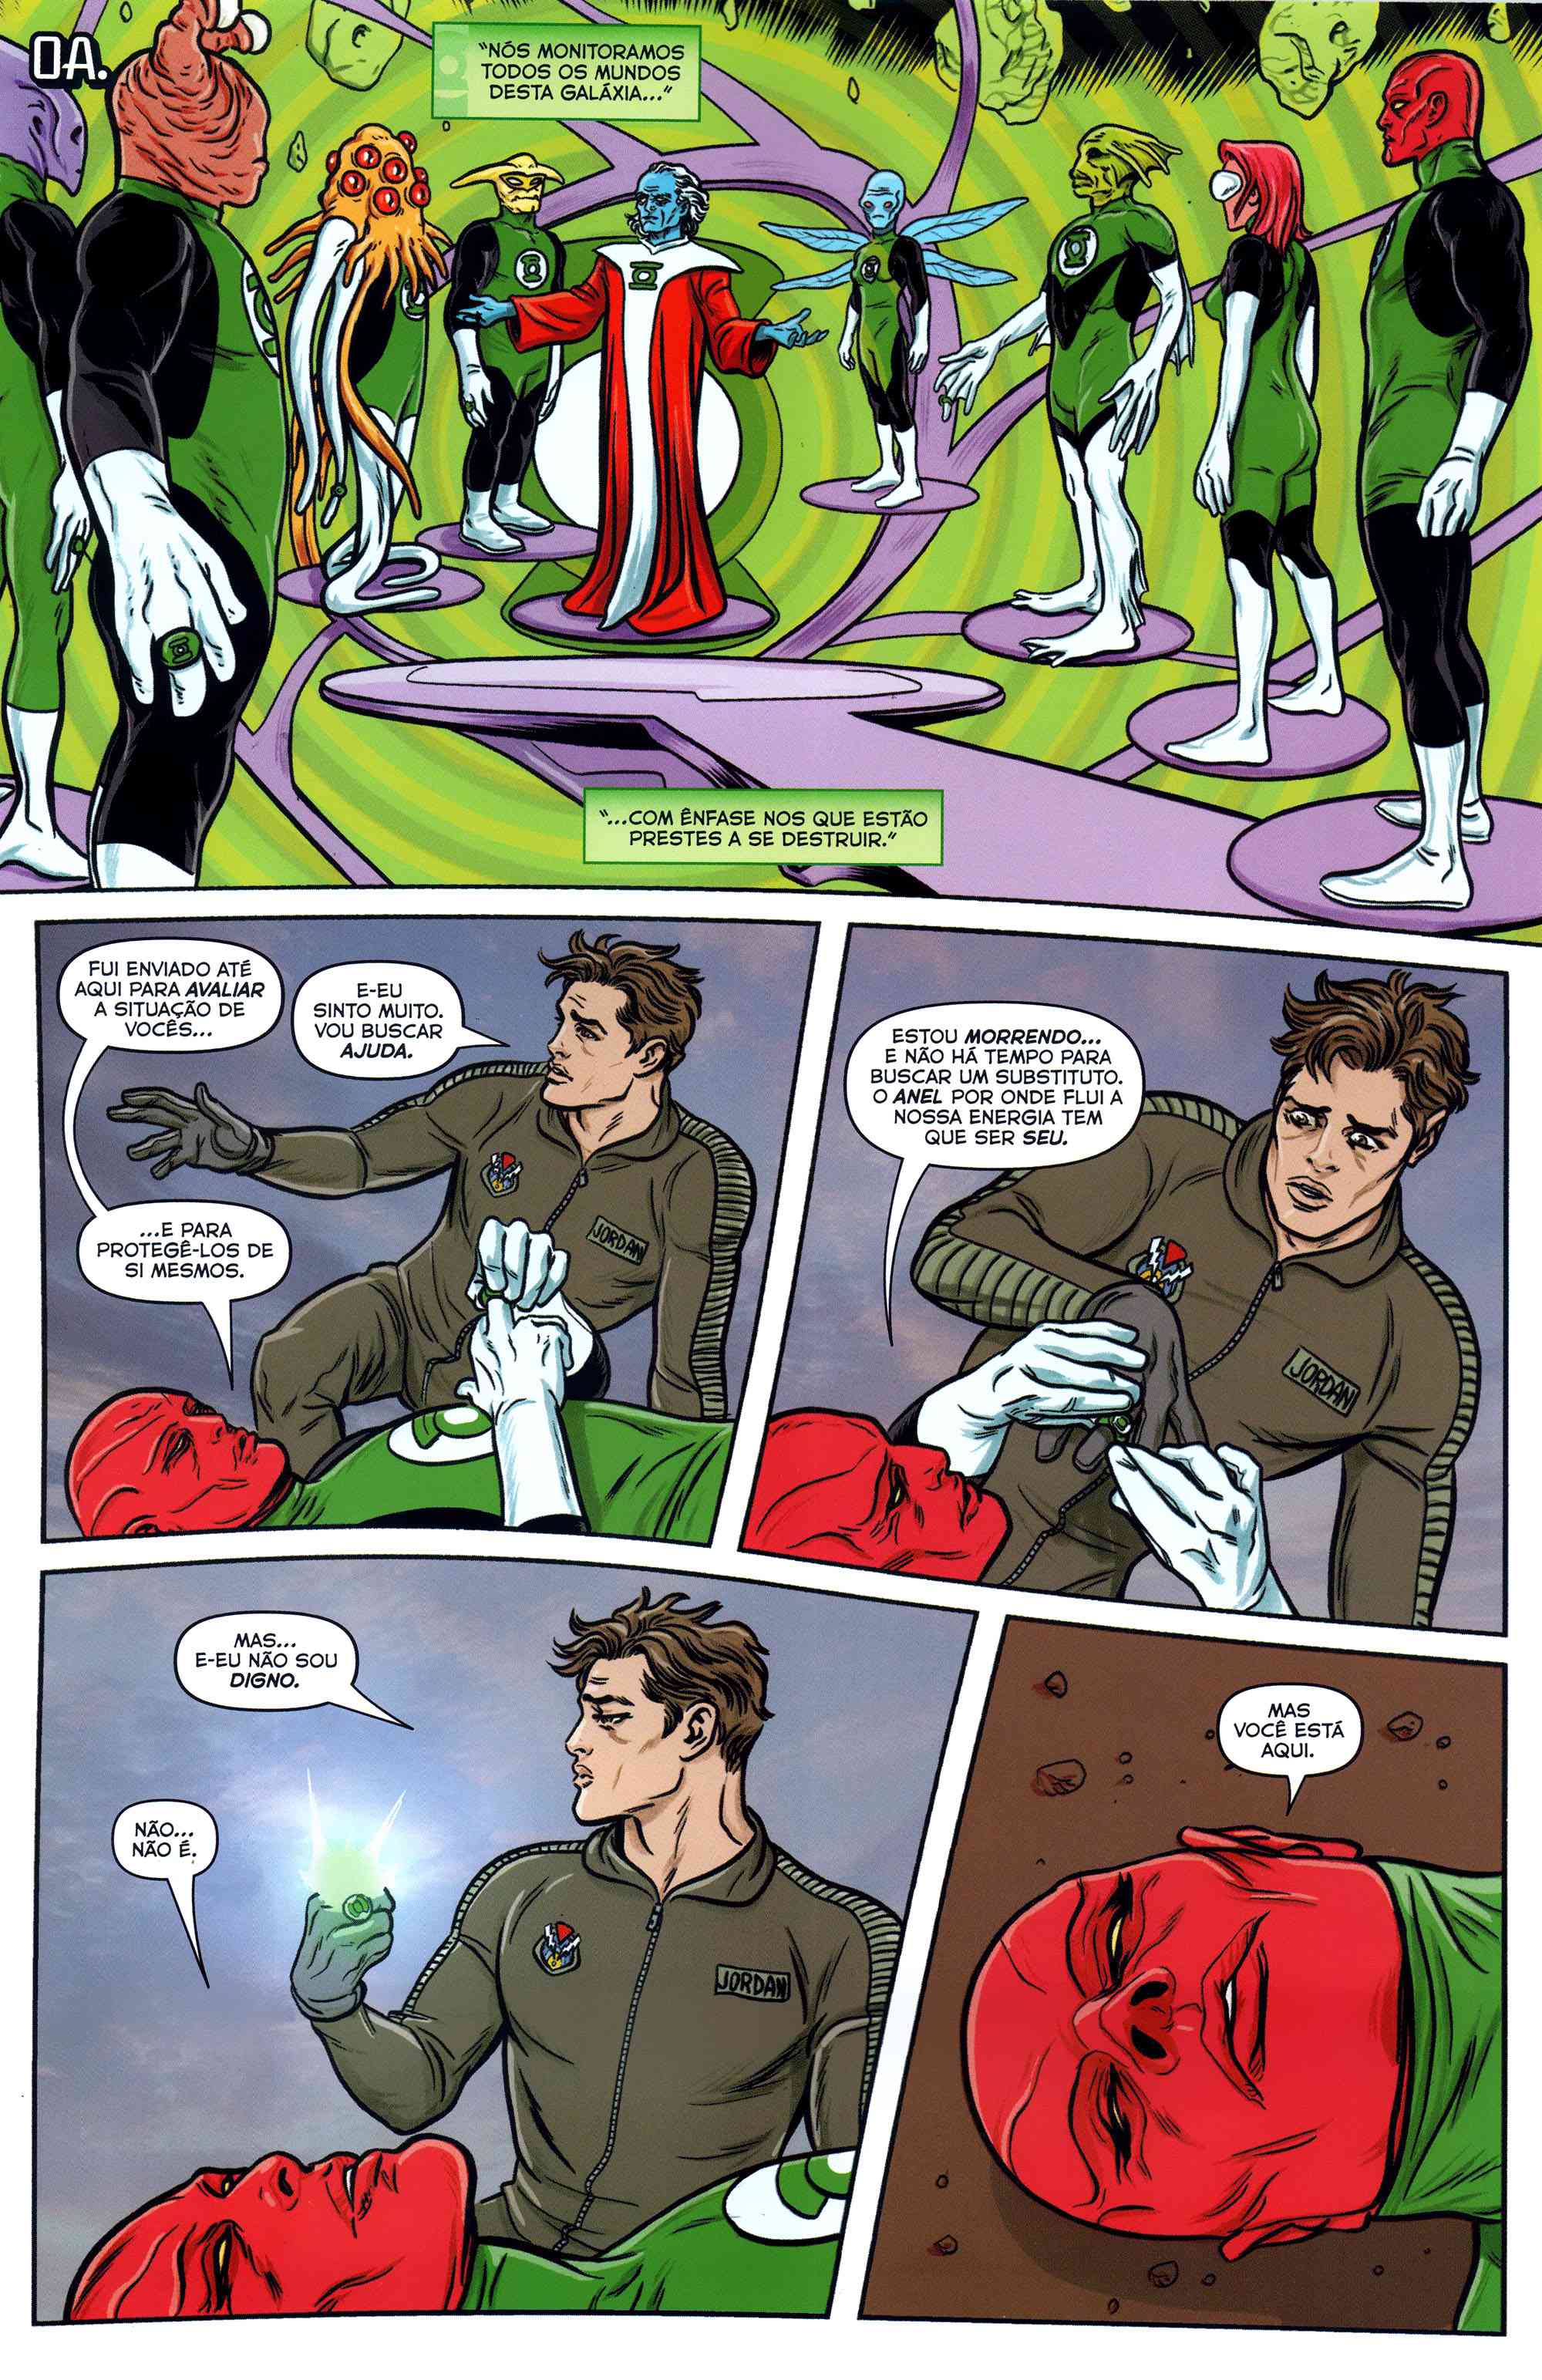 OA.
"NÓS MONITORAMOS
TODOS OS MUNDOS
DESTA GALÁXIA..."
"...COM ÊNFASE NOS QUE ESTÃO
PRESTES A SE DESTRUIR."
FUI ENVIADO ATÉ
AQUI PARA AVALIAR
A SITUAÇÃO DE
VOCÊS...
E-EU
SINTO MUITO.
VOU BUSCAR
AJUDA.
...E PARA
PROTEGÊ-LOS DE
SI MESMOS.
JORDAN
ESTOU MORRENDO...
E NÃO HÁ TEMPO PARA
BUSCAR UM SUBSTITUTO.
O ANEL POR ONDE FLUI A
NOSSA ENERGIA TEM
QUE SER SEU.
JORDAN
MAS...
E-EU NÃO SOU
DIGNO.
NÃO...
NÃO É.
JORDAN
MAS
VOCÊ ESTÁ
AQUI.